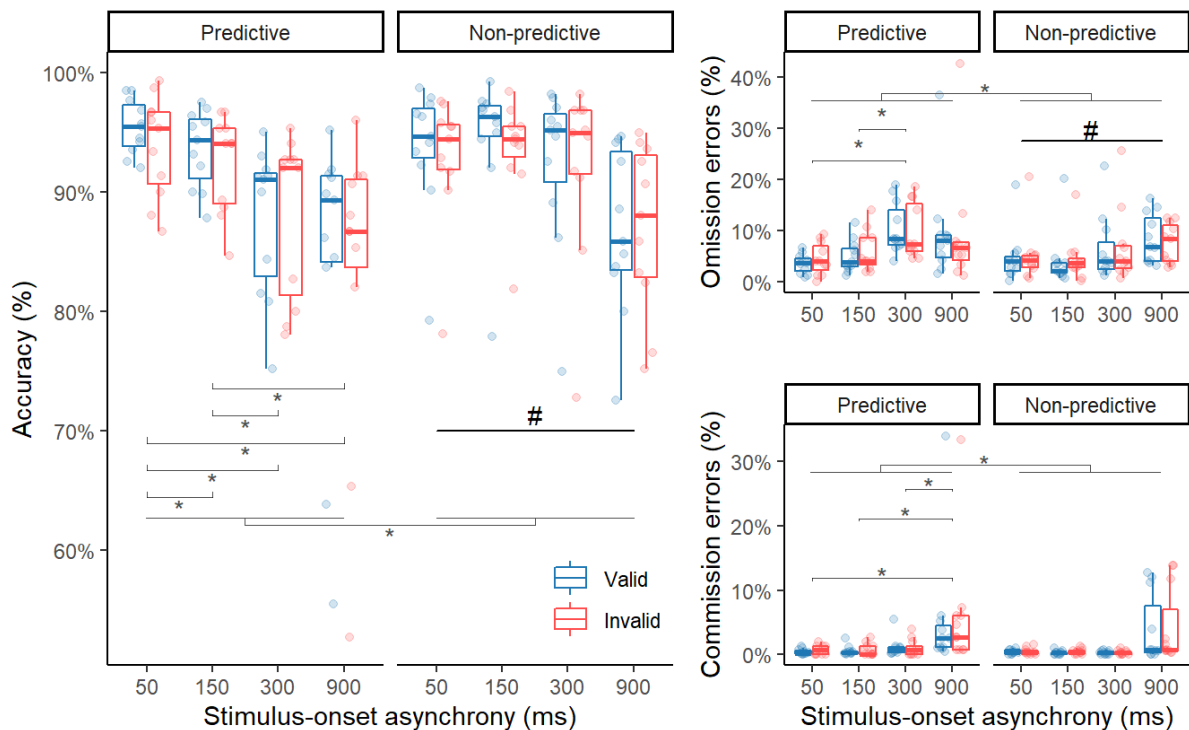 Predictive
Non-predictive
Accuracy (%)
100%
90%
80%
70%
60%
*
*
*
*
*
*
#
Valid
Invalid
50 150 300 900
50 150 300 900
Stimulus-onset asynchrony (ms)
Predictive
Non-predictive
Omission errors (%)
40%
30%
20%
10%
0%
*
*
*
#
50 150 300 900
50 150 300 900
Predictive
Non-predictive
Commission errors (%)
30%
20%
10%
0%
*
*
*
*
50 150 300 900
50 150 300 900
Stimulus-onset asynchrony (ms)